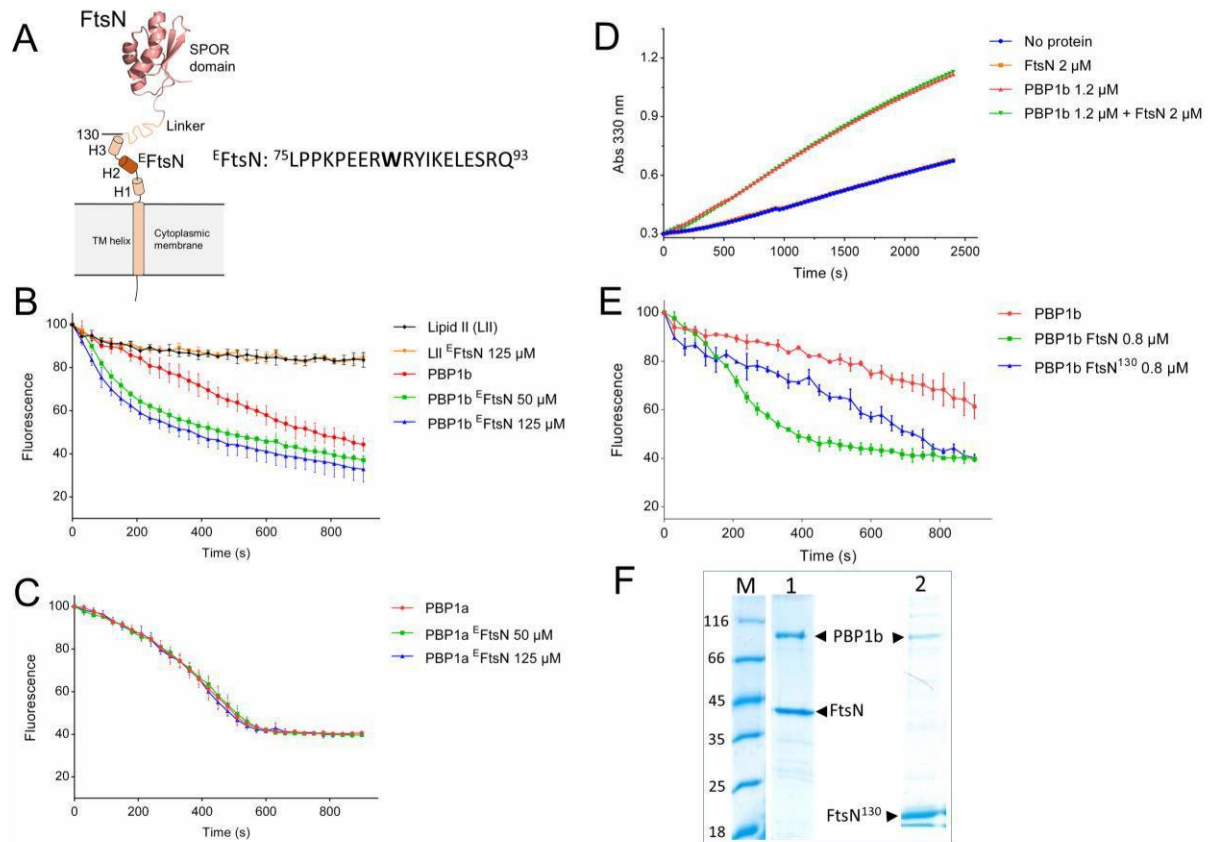 A
FtsN
SPOR
domain
Linker
130
H3
ᴱFtsN
H2
H1
TM helix
Cytoplasmic
membrane
ᴱFtsN: ⁷⁵LPPKPEERWRYIKELESRQ⁹³
B
100
80
60
40
Fluorescence
0 200 400 600 800
Time (s)
Lipid II (LII)
LII ᴱFtsN 125 µM
PBP1b
PBP1b ᴱFtsN 50 µM
PBP1b ᴱFtsN 125 µM
C
100
80
60
40
Fluorescence
0 200 400 600 800
Time (s)
PBP1a
PBP1a ᴱFtsN 50 µM
PBP1a ᴱFtsN 125 µM
D
1.2
0.9
0.6
0.3
Abs 330 nm
0 500 1000 1500 2000 2500
Time (s)
No protein
FtsN 2 µM
PBP1b 1.2 µM
PBP1b 1.2 µM + FtsN 2 µM
E
100
80
60
40
Fluorescence
0 200 400 600 800
Time (s)
PBP1b
PBP1b FtsN 0.8 µM
PBP1b FtsN¹³⁰ 0.8 µM
F
M 1 2
116
66
45
35
25
18
PBP1b
FtsN
FtsN¹³⁰